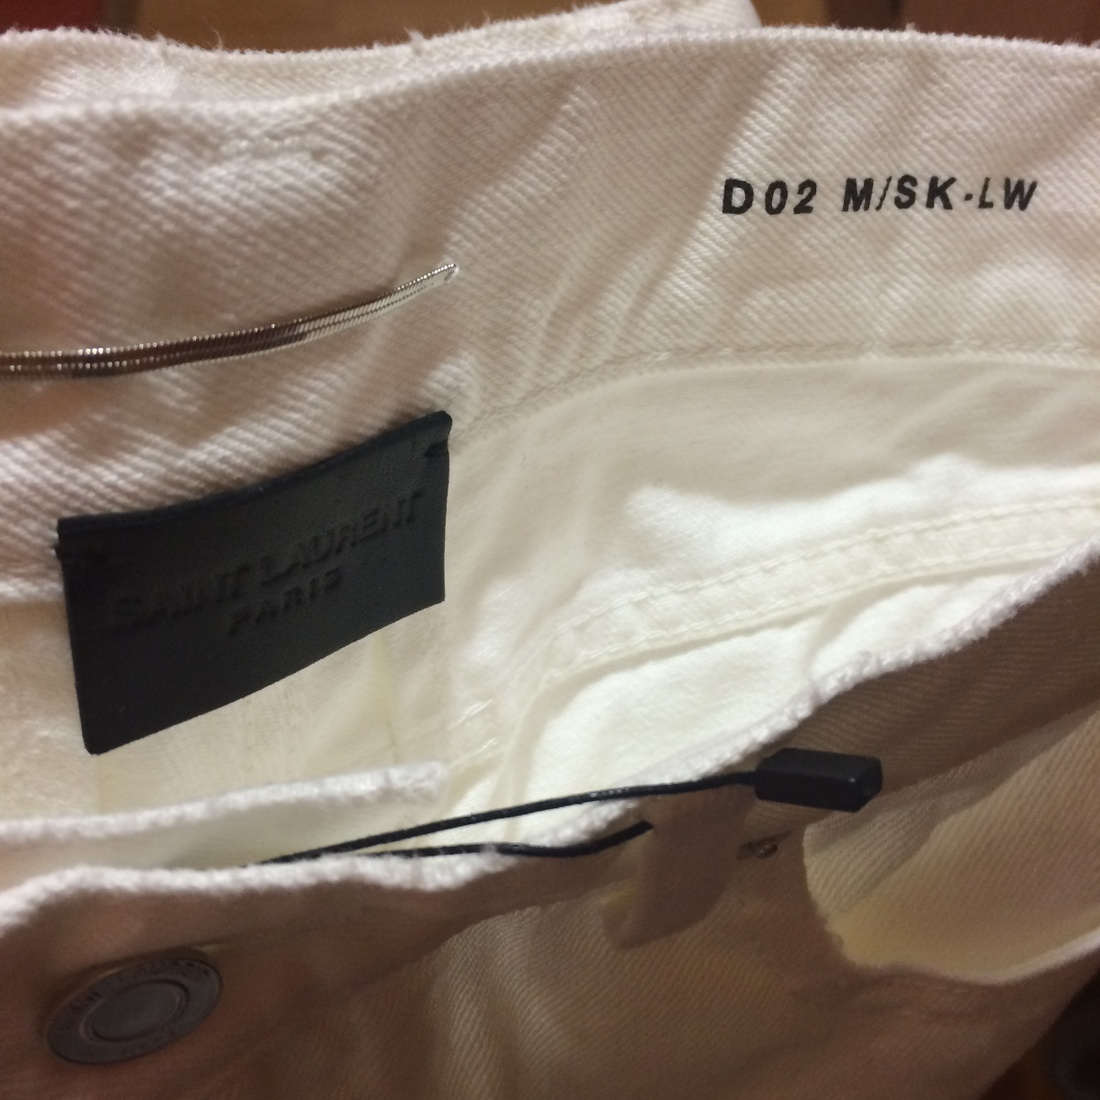 D02 M/SK-LW
SAINT LAURENT
PARIS